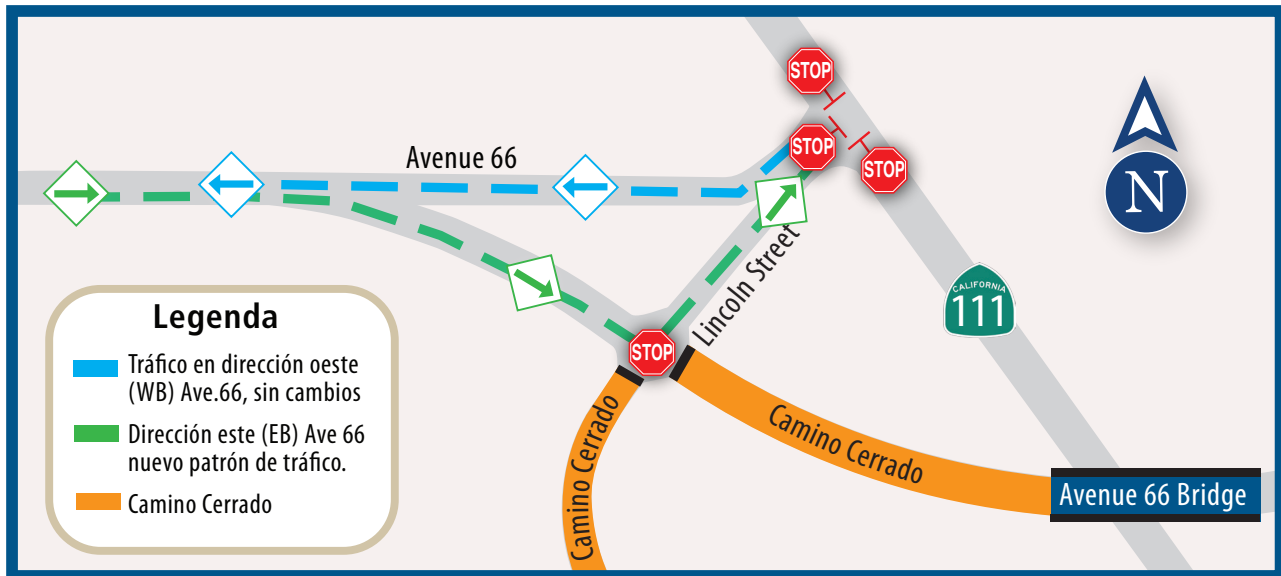 STOP
Avenue 66
STOP
STOP
N
Lincoln Street
CALIFORNIA
111
STOP
Legenda
Tráfico en dirección oeste
(WB) Ave.66, sin cambios
Dirección este (EB) Ave 66
nuevo patrón de tráfico.
Camino Cerrado
Camino Cerrado
Camino Cerrado
Avenue 66 Bridge